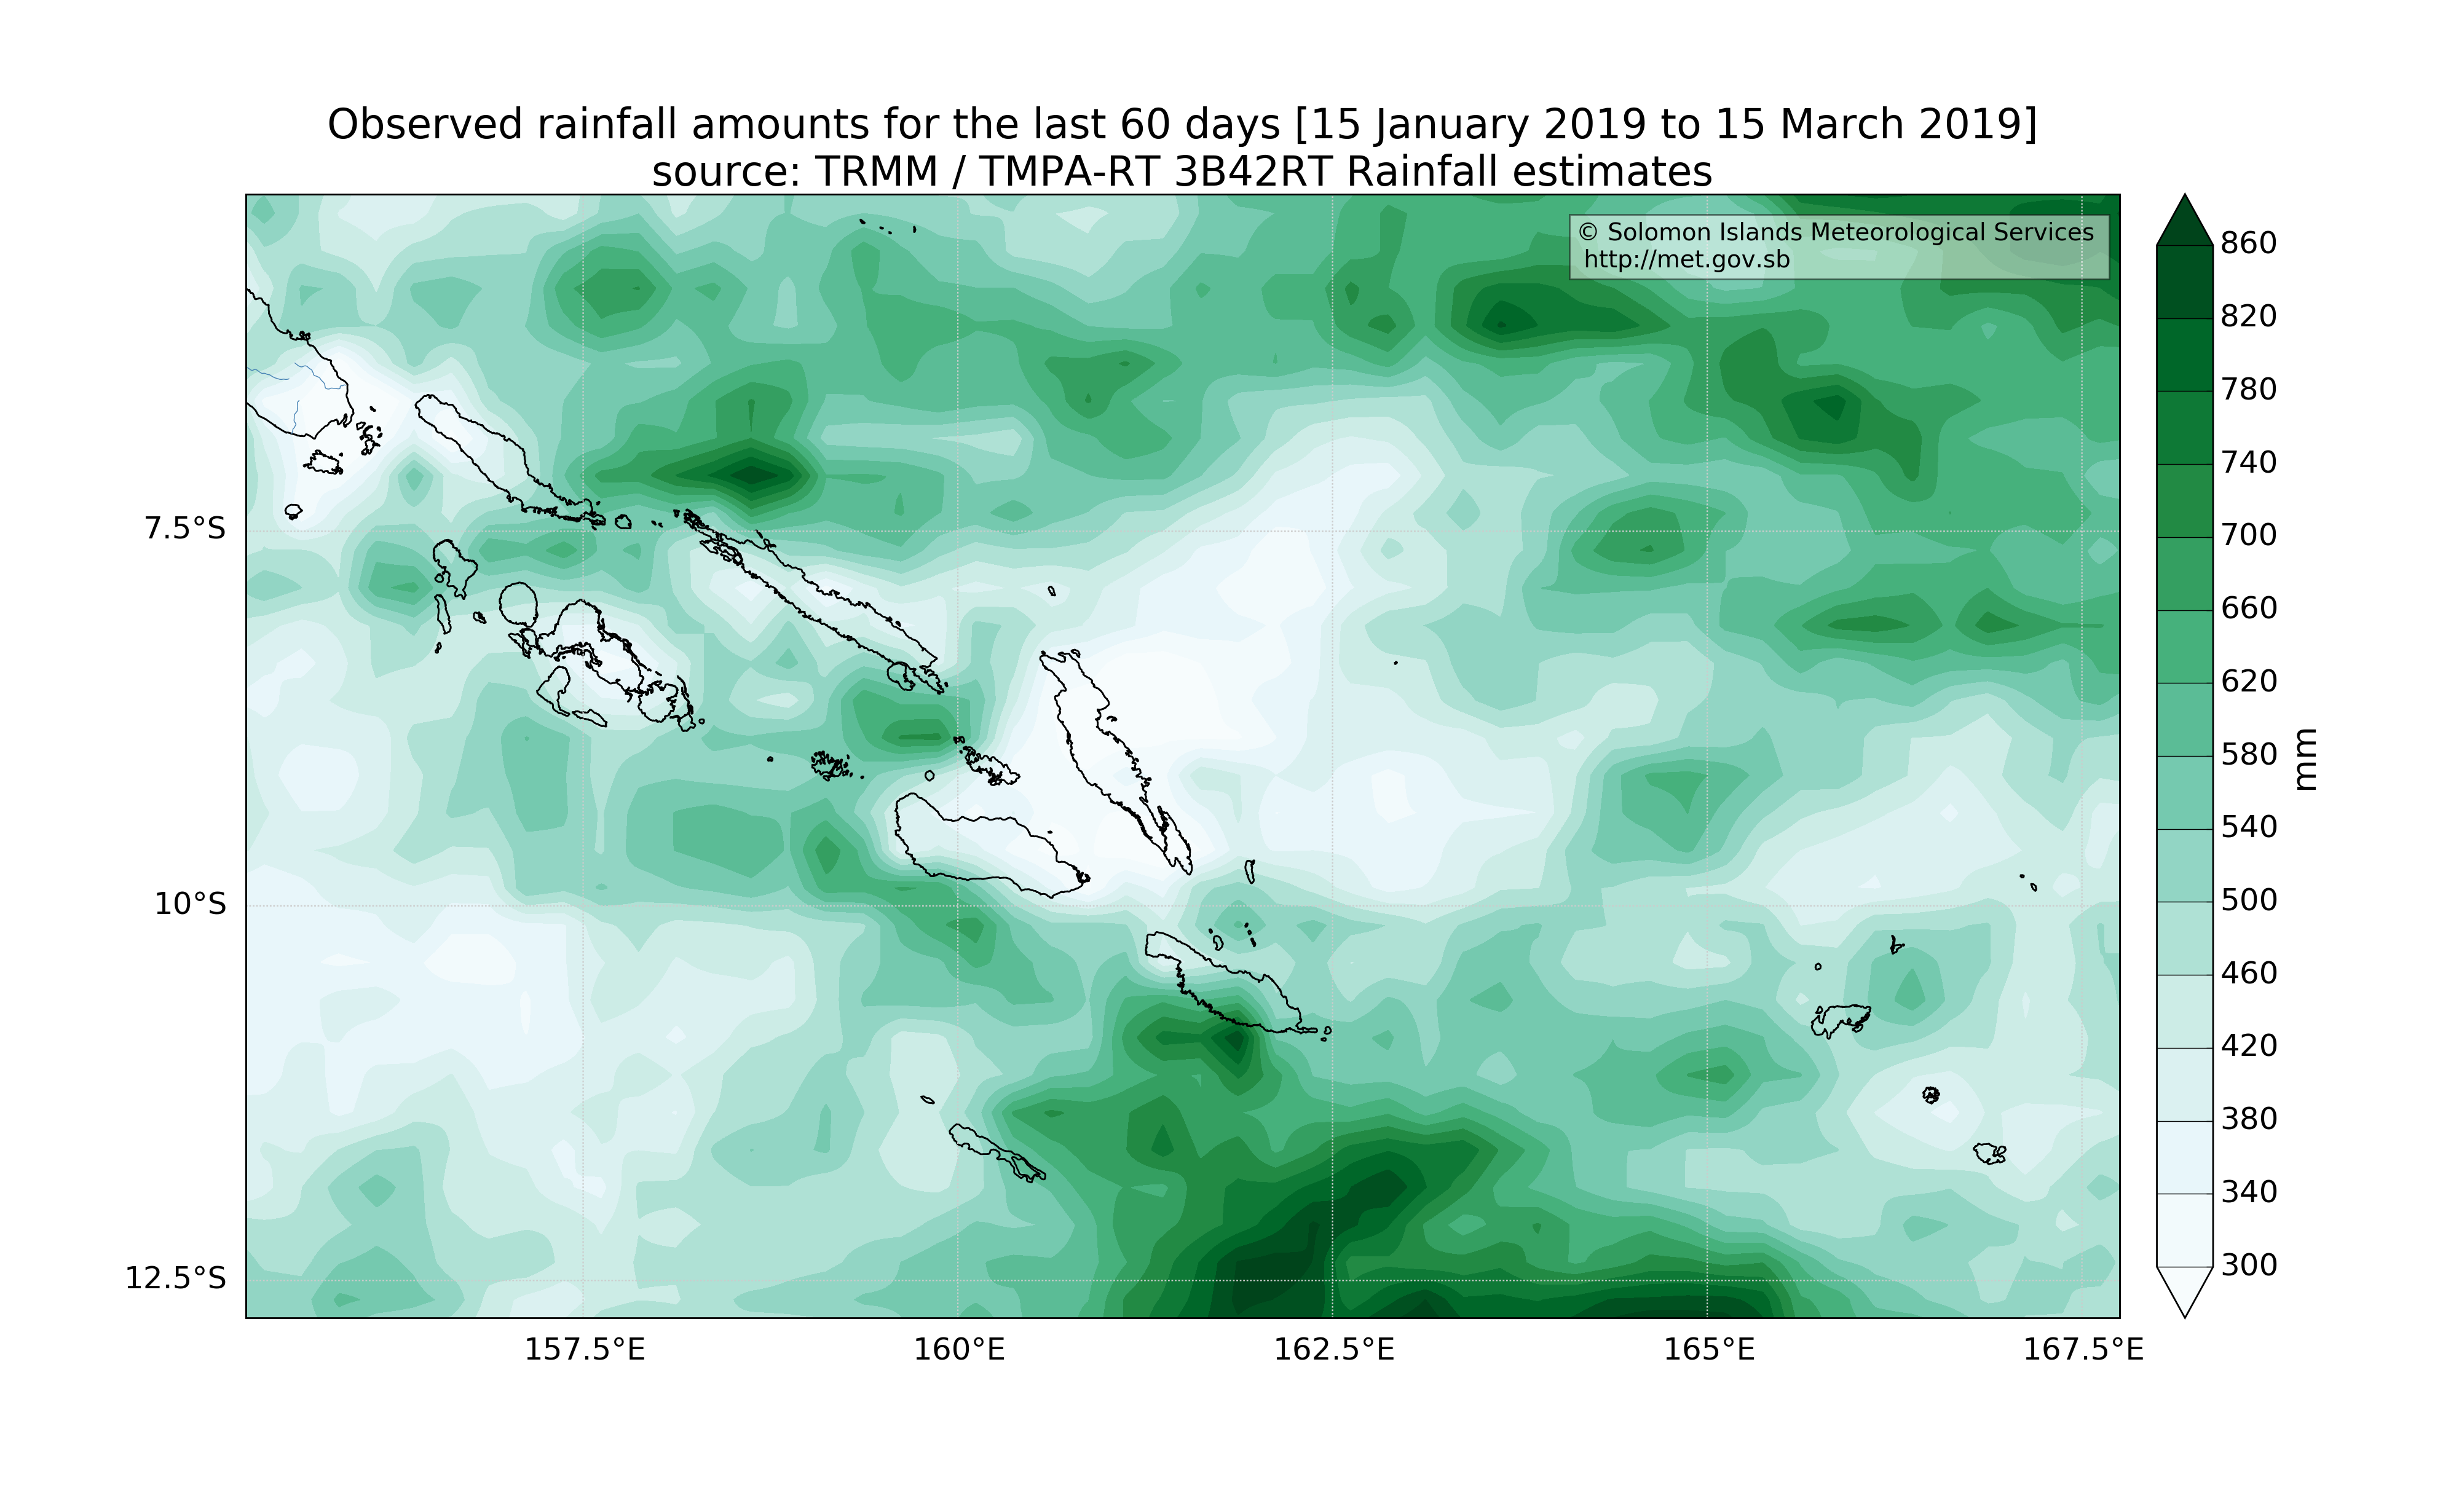 Observed rainfall amounts for the last 60 days [15 January 2019 to 15 March 2019]
source: TRMM / TMPA-RT 3B42RT Rainfall estimates
© Solomon Islands Meteorological Services
http://met.gov.sb
7.5°S
10°S
12.5°S
157.5°E
160°E
162.5°E
165°E
167.5°E
860
820
780
740
700
660
620
580
540
500
460
420
380
340
300
mm